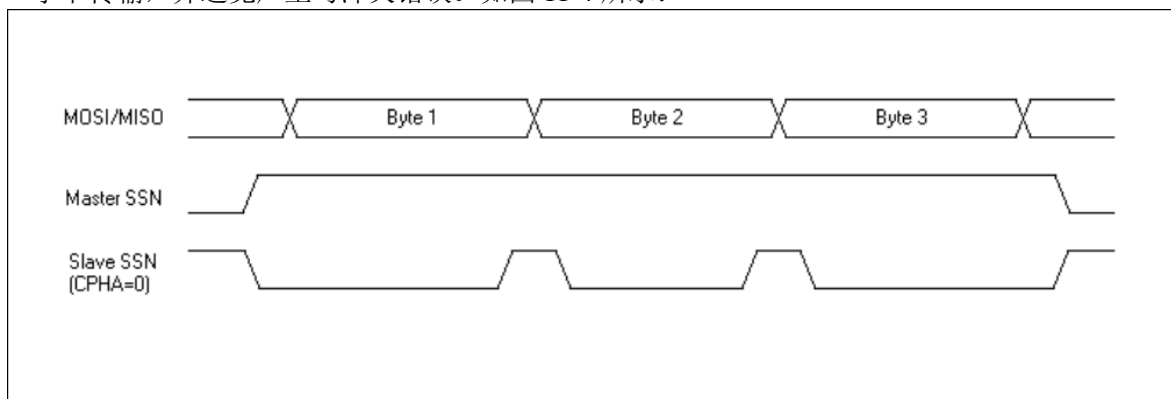 MOSI/MISO Byte 1 Byte 2 Byte 3
Master SSN
Slave SSN
(CPHA=0)